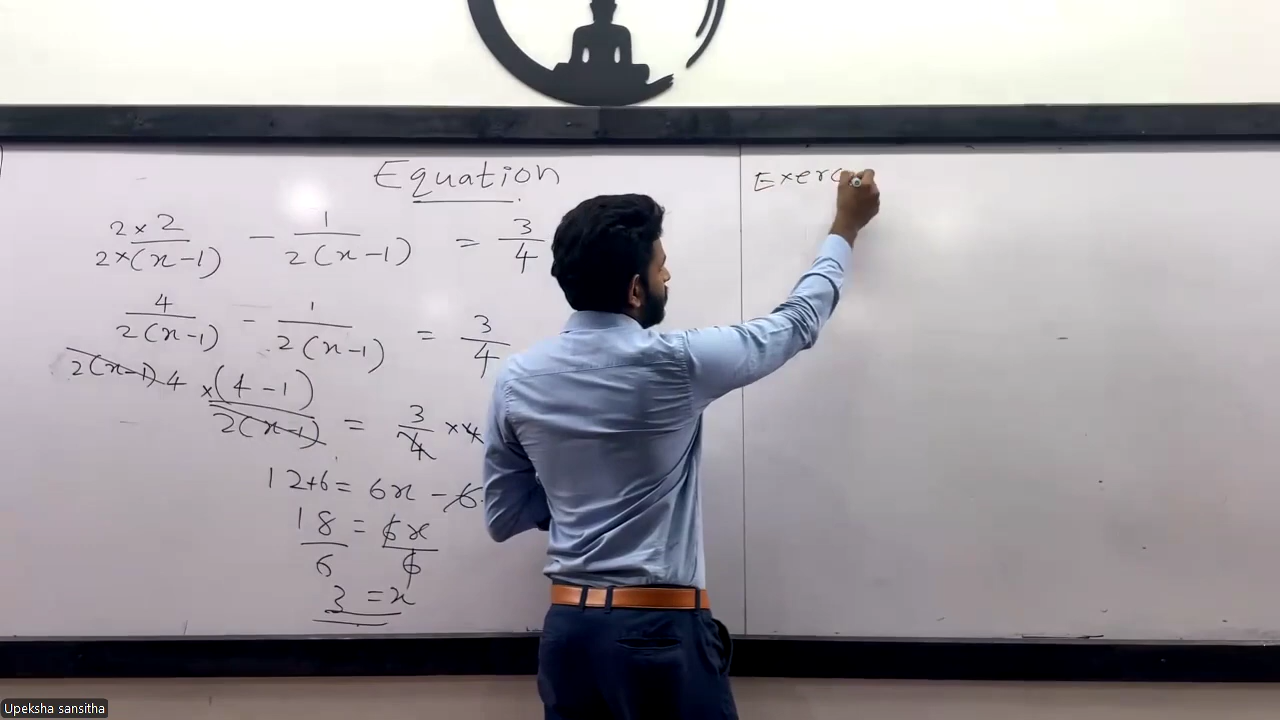 Equation
2×2 / 2×(x-1) - 1 / 2(x-1) = 3 / 4
4 / 2(x-1) - 1 / 2(x-1) = 3 / 4
2(x-1) 4 ×(4-1) / 2(x-1) = 3 / 4 × 4
12+6 = 6x - 6
18 / 6 = 6x / 6
3 = x
Exerc
Upeksha sansitha